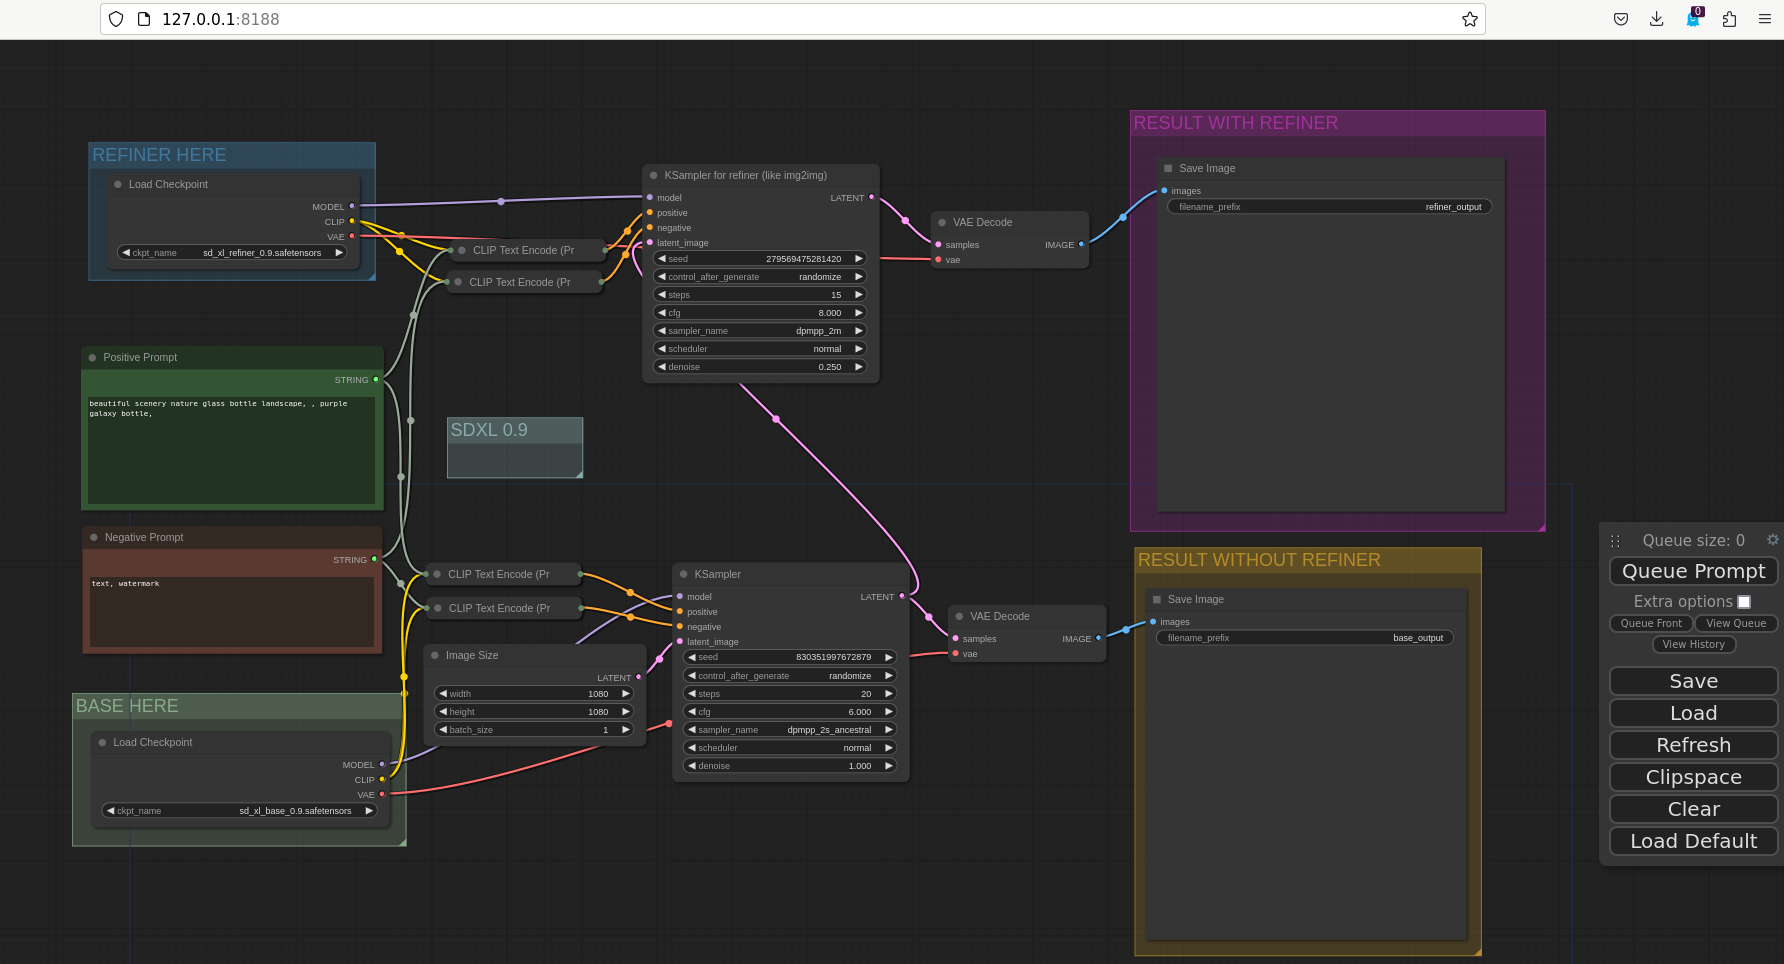 127.0.0.1:8188
0
REFINER HERE
Load Checkpoint
MODEL
CLIP
VAE
ckpt_name sd_xl_refiner_0.9.safetensors
CLIP Text Encode (Pr
CLIP Text Encode (Pr
KSampler for refiner (like img2img)
model LATENT
positive
negative
latent_image
seed 279569475281420
control_after_generate randomize
steps 15
cfg 8.000
sampler_name dpmpp_2m
scheduler normal
denoise 0.250
VAE Decode
samples IMAGE
vae
RESULT WITH REFINER
Save Image
images
filename_prefix refiner_output
Positive Prompt
STRING
beautiful scenery nature glass bottle landscape, , purple
galaxy bottle,
SDXL 0.9
Negative Prompt
STRING
text, watermark
CLIP Text Encode (Pr
CLIP Text Encode (Pr
Image Size
LATENT
width 1080
height 1080
batch_size 1
KSampler
model LATENT
positive
negative
latent_image
seed 830351997672879
control_after_generate randomize
steps 20
cfg 6.000
sampler_name dpmpp_2s_ancestral
scheduler normal
denoise 1.000
VAE Decode
samples IMAGE
vae
RESULT WITHOUT REFINER
Save Image
images
filename_prefix base_output
BASE HERE
Load Checkpoint
MODEL
CLIP
VAE
ckpt_name sd_xl_base_0.9.safetensors
Queue size: 0
Queue Prompt
Extra options
Queue Front View Queue
View History
Save
Load
Refresh
Clipspace
Clear
Load Default